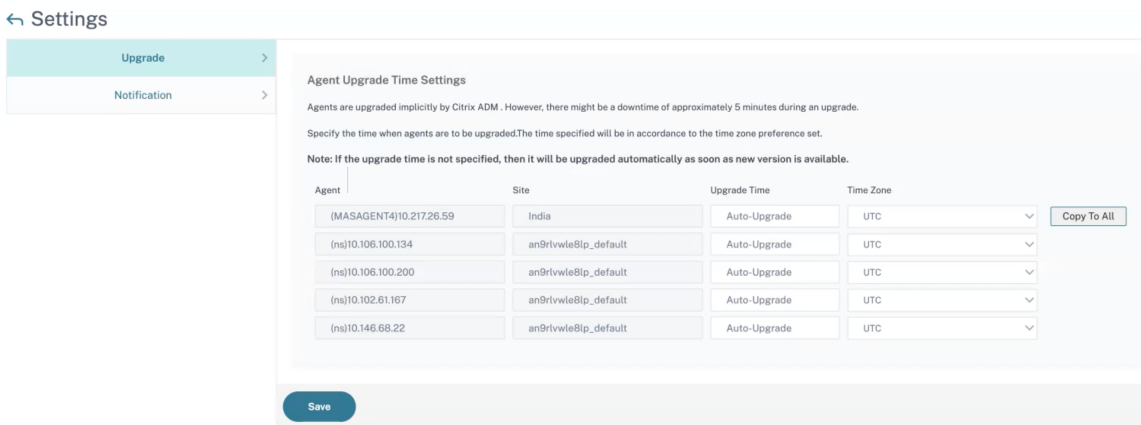 Settings
Upgrade
Notification
Agent Upgrade Time Settings
Agents are upgraded implicitly by Citrix ADM . However, there might be a downtime of approximately 5 minutes during an upgrade.
Specify the time when agents are to be upgraded.The time specified will be in accordance to the time zone preference set.
Note: If the upgrade time is not specified, then it will be upgraded automatically as soon as new version is available.
Agent Site Upgrade Time Time Zone
(MASAGENT4)10.217.26.59 India Auto-Upgrade UTC Copy To All
(ns)10.106.100.134 an9rlvwle8lp_default Auto-Upgrade UTC
(ns)10.106.100.200 an9rlvwle8lp_default Auto-Upgrade UTC
(ns)10.102.61.167 an9rlvwle8lp_default Auto-Upgrade UTC
(ns)10.146.68.22 an9rlvwle8lp_default Auto-Upgrade UTC
Save